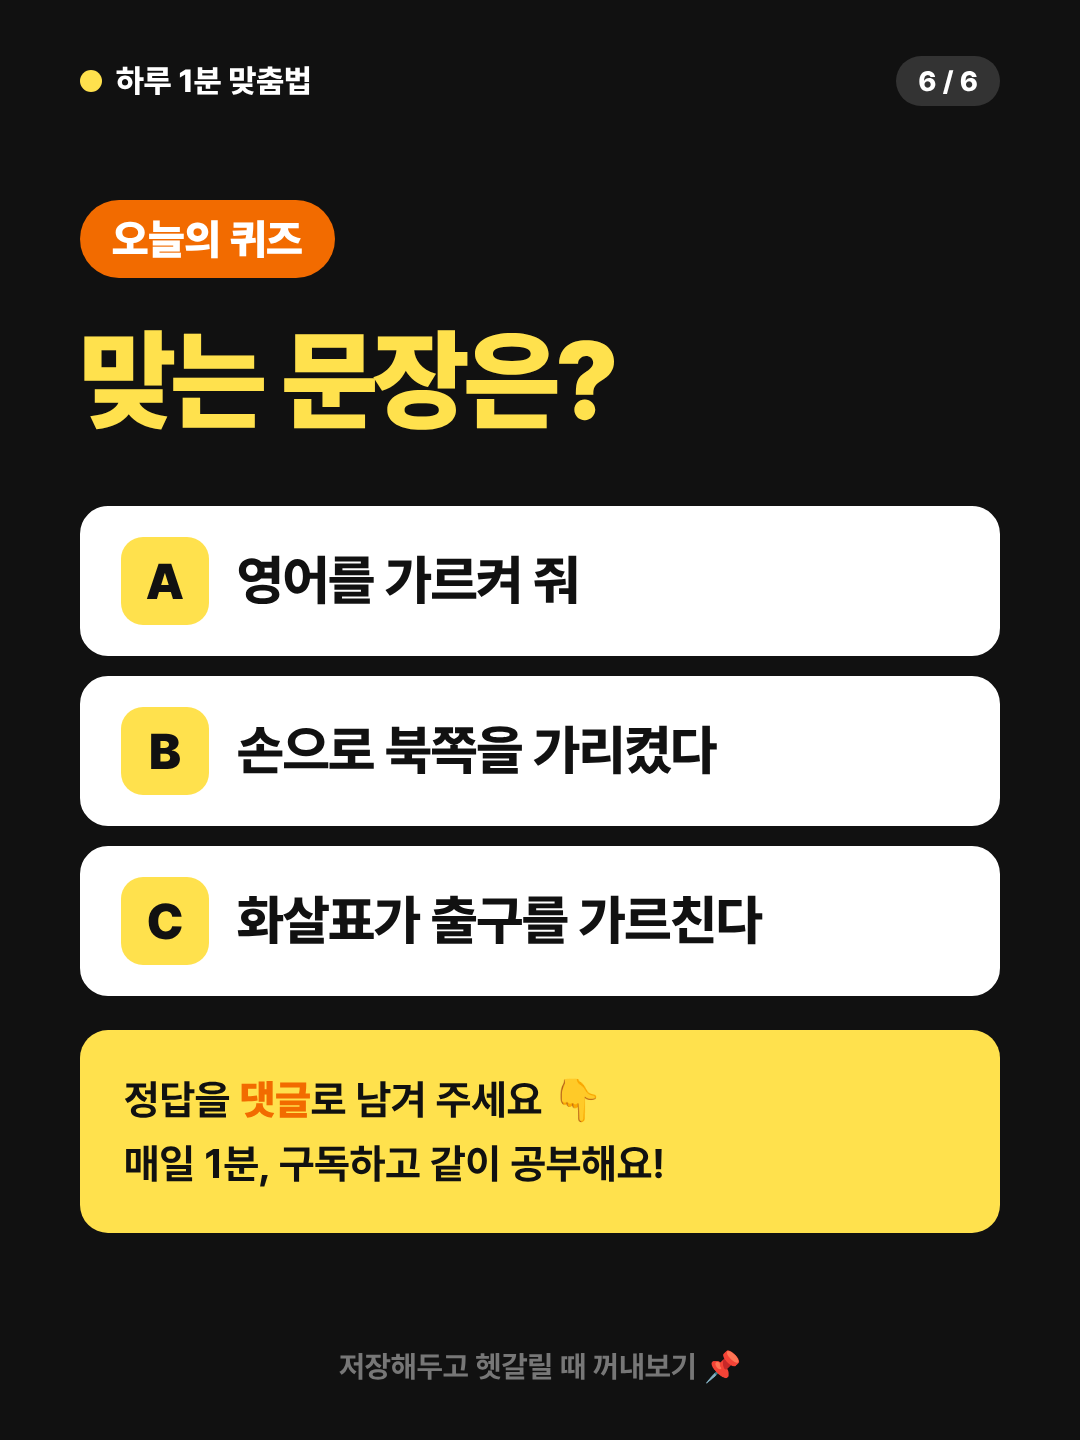 하루 1분 맞춤법
6 / 6
오늘의 퀴즈
맞는 문장은?
A 영어를 가르켜 줘
B 손으로 북쪽을 가리켰다
C 화살표가 출구를 가르친다
정답을 댓글로 남겨 주세요 👇
매일 1분, 구독하고 같이 공부해요!
저장해두고 헷갈릴 때 꺼내보기 📌